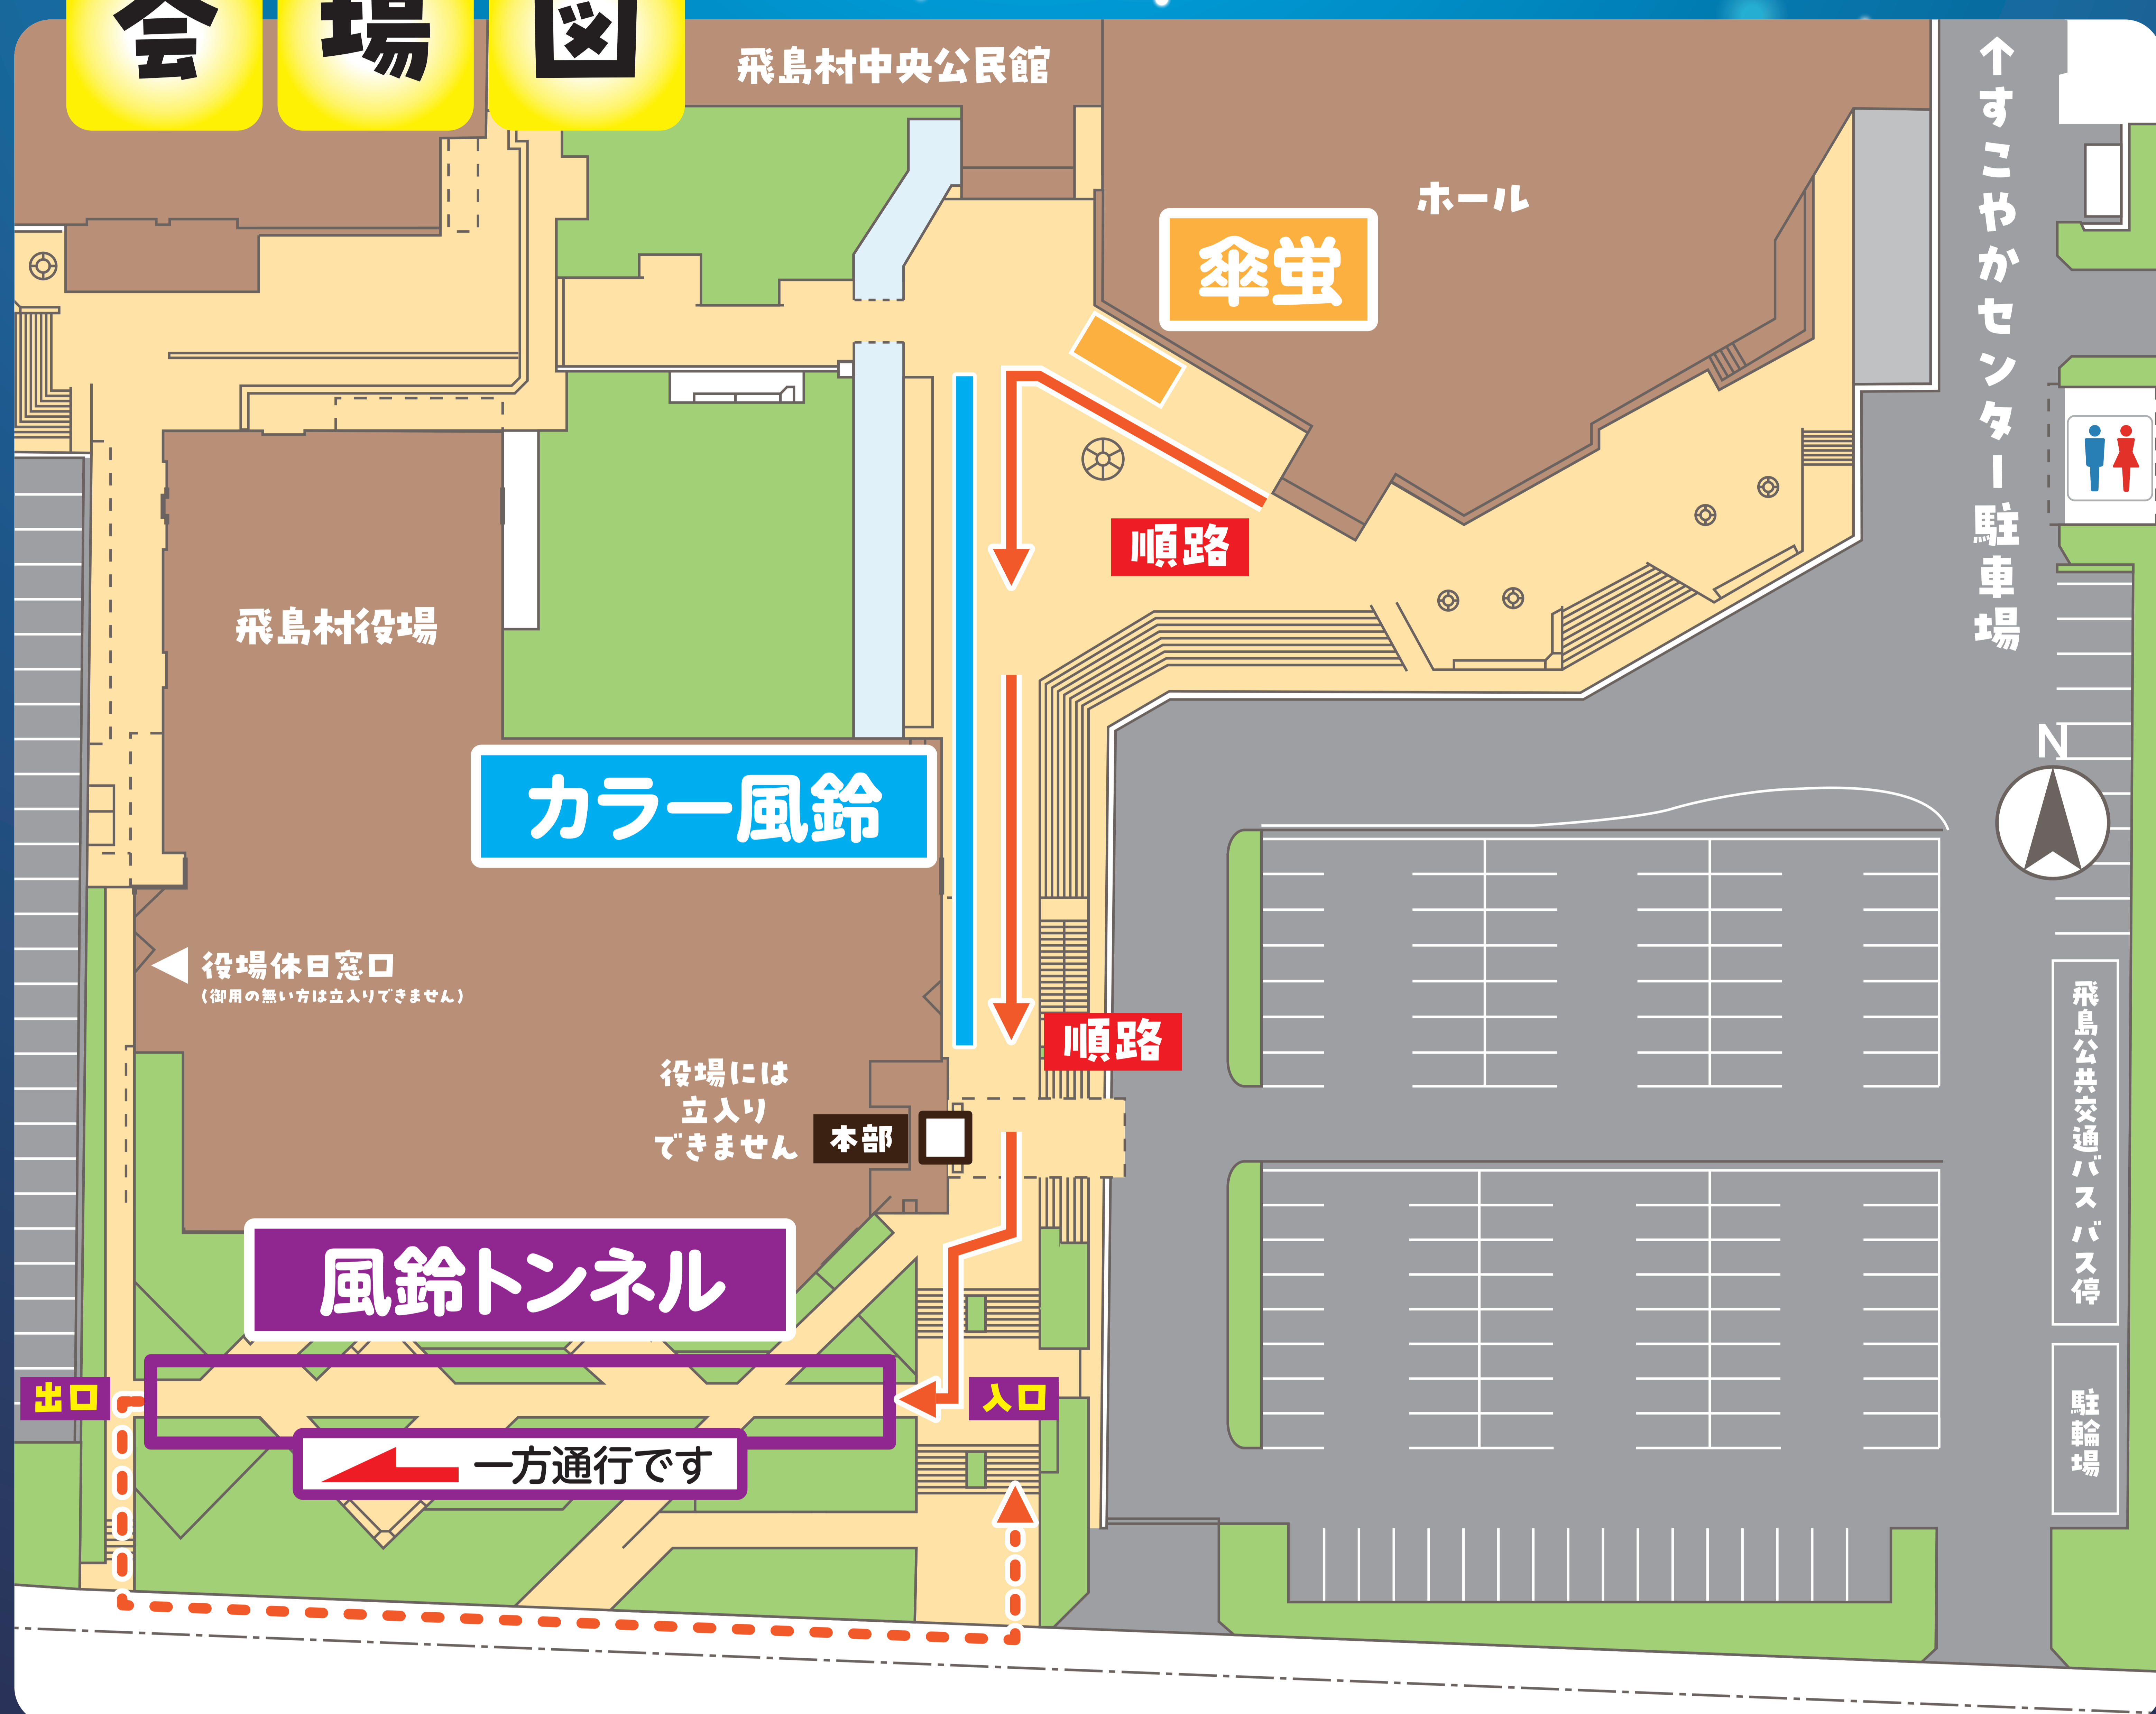 会場図
飛島村中央公民館
ホール
傘蛍
↑すこやかセンター駐車場
順路
飛島村役場
N
カラー風鈴
役場休日窓口
(御用の無い方は立入りできません)
順路
役場には
立入り
できません
本部
飛島公共交通バス バス停
風鈴トンネル
出口
入口
一方通行です
駐輪場